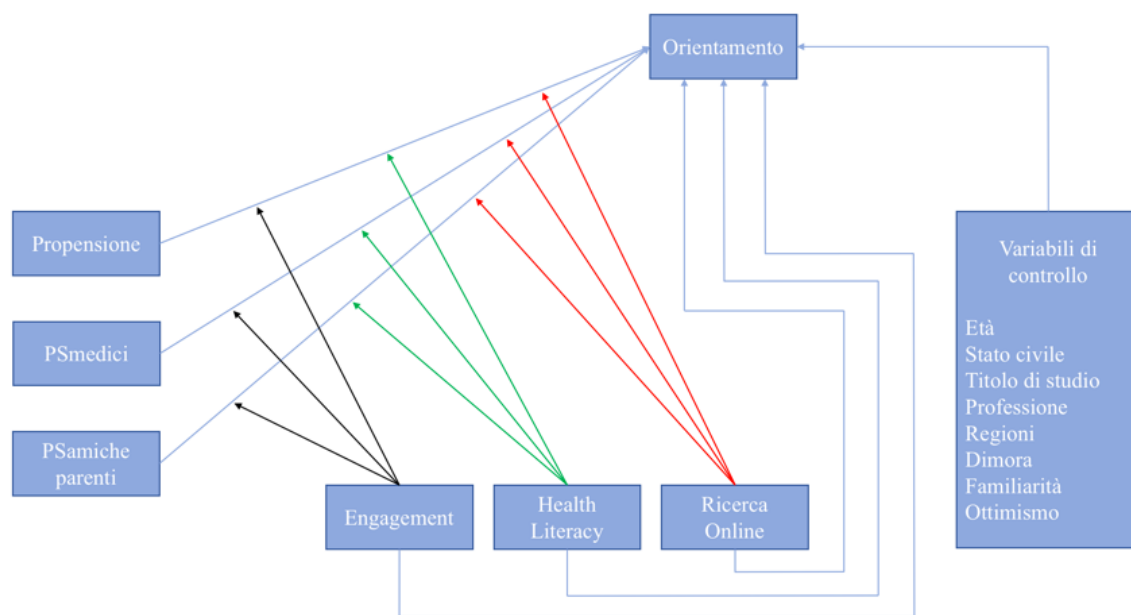 Orientamento
Propensione
PSmedici
PSamiche
parenti
Engagement
Health
Literacy
Ricerca
Online
Variabili di
controllo
Età
Stato civile
Titolo di studio
Professione
Regioni
Dimora
Familiarità
Ottimismo